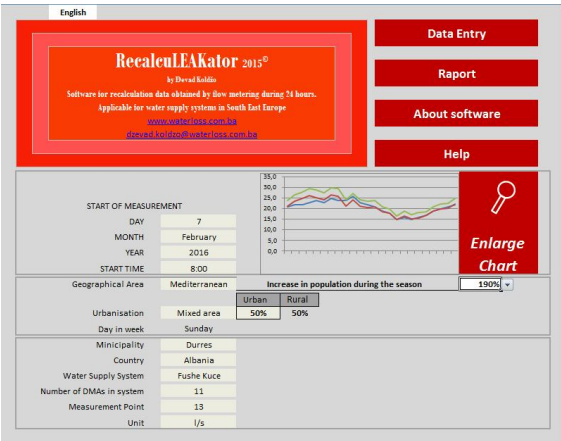 English
RecalcuLEAKator 2015©
by Dževad Koldžo
Software for recalculation data obtained by flow metering during 24 hours.
Applicable for water supply systems in South East Europe
www.waterloss.com.ba
dzevad.koldzo@waterloss.com.ba
Data Entry
Raport
About software
Help
START OF MEASUREMENT
DAY 7
MONTH February
YEAR 2016
START TIME 8:00
35,0
30,0
25,0
20,0
15,0
10,0
5,0
0,0
Enlarge
Chart
Geographical Area Mediterranean Increase in population during the season 190%
Urban Rural
Urbanisation Mixed area 50% 50%
Day in week Sunday
Minicipality Durres
Country Albania
Water Supply System Fushe Kuce
Number of DMAs in system 11
Measurement Point 13
Unit l/s